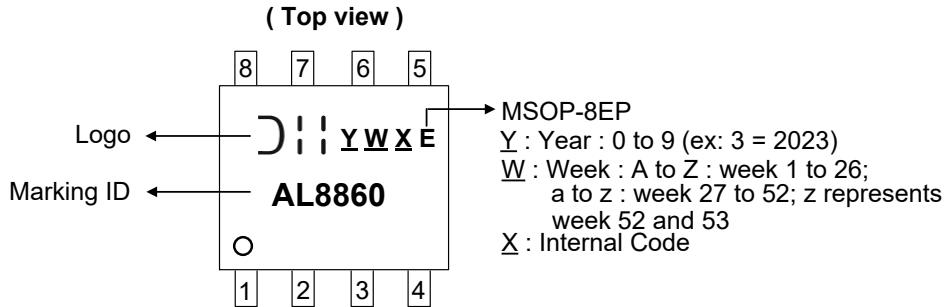 ( Top view )
8 7 6 5
Logo
Y W X E
Marking ID
AL8860
MSOP-8EP
Y : Year : 0 to 9 (ex: 3 = 2023)
W : Week : A to Z : week 1 to 26;
a to z : week 27 to 52; z represents
week 52 and 53
X : Internal Code
1 2 3 4